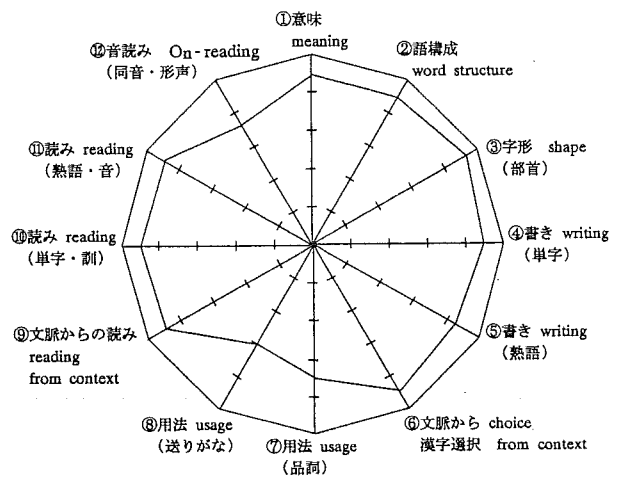 ①意味
meaning
②語構成
word structure
③字形 shape
（部首）
④書き writing
（単字）
⑤書き writing
（熟語）
⑥文脈から choice
漢字選択 from context
⑦用法 usage
（品詞）
⑧用法 usage
（送りがな）
⑨文脈からの読み
reading
from context
⑩読み reading
（単字・訓）
⑪読み reading
（熟語・音）
⑫音読み On-reading
（同音・形声）